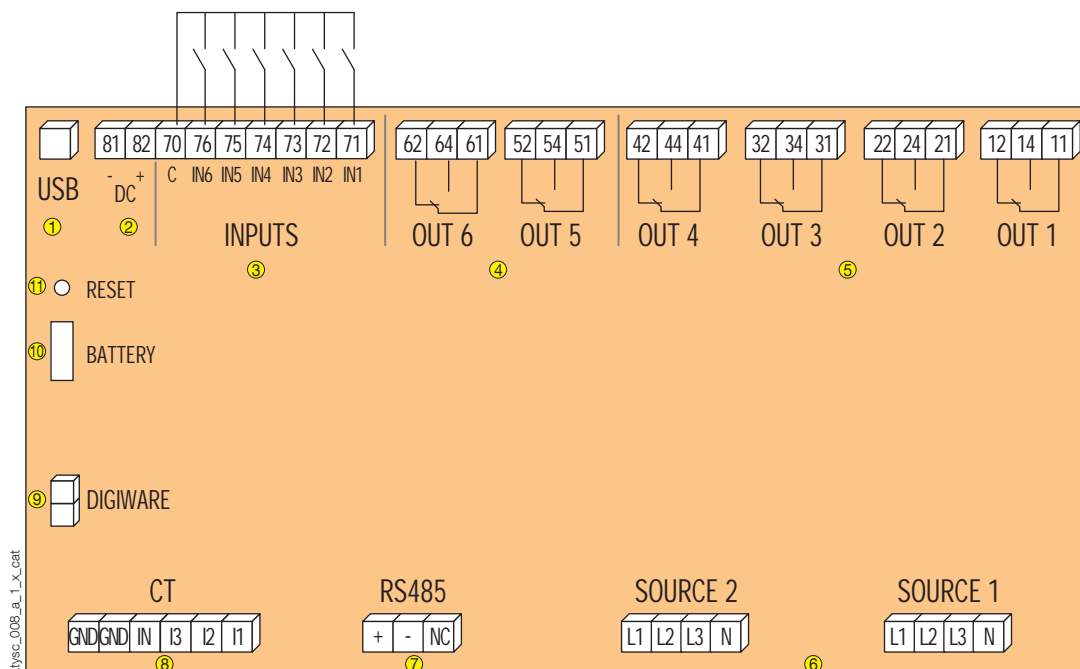 81 82 70 76 75 74 73 72 71 62 64 61 52 54 51 42 44 41 32 34 31 22 24 21 12 14 11
- + C IN6 IN5 IN4 IN3 IN2 IN1
USB DC
① ② INPUTS OUT 6 OUT 5 OUT 4 OUT 3 OUT 2 OUT 1
③ ④ ⑤
⑪ RESET
⑩ BATTERY
⑨ DIGIWARE
CT RS485 SOURCE 2 SOURCE 1
GND GND IN I3 I2 I1 + - NC L1 L2 L3 N L1 L2 L3 N
⑧ ⑦ ⑥